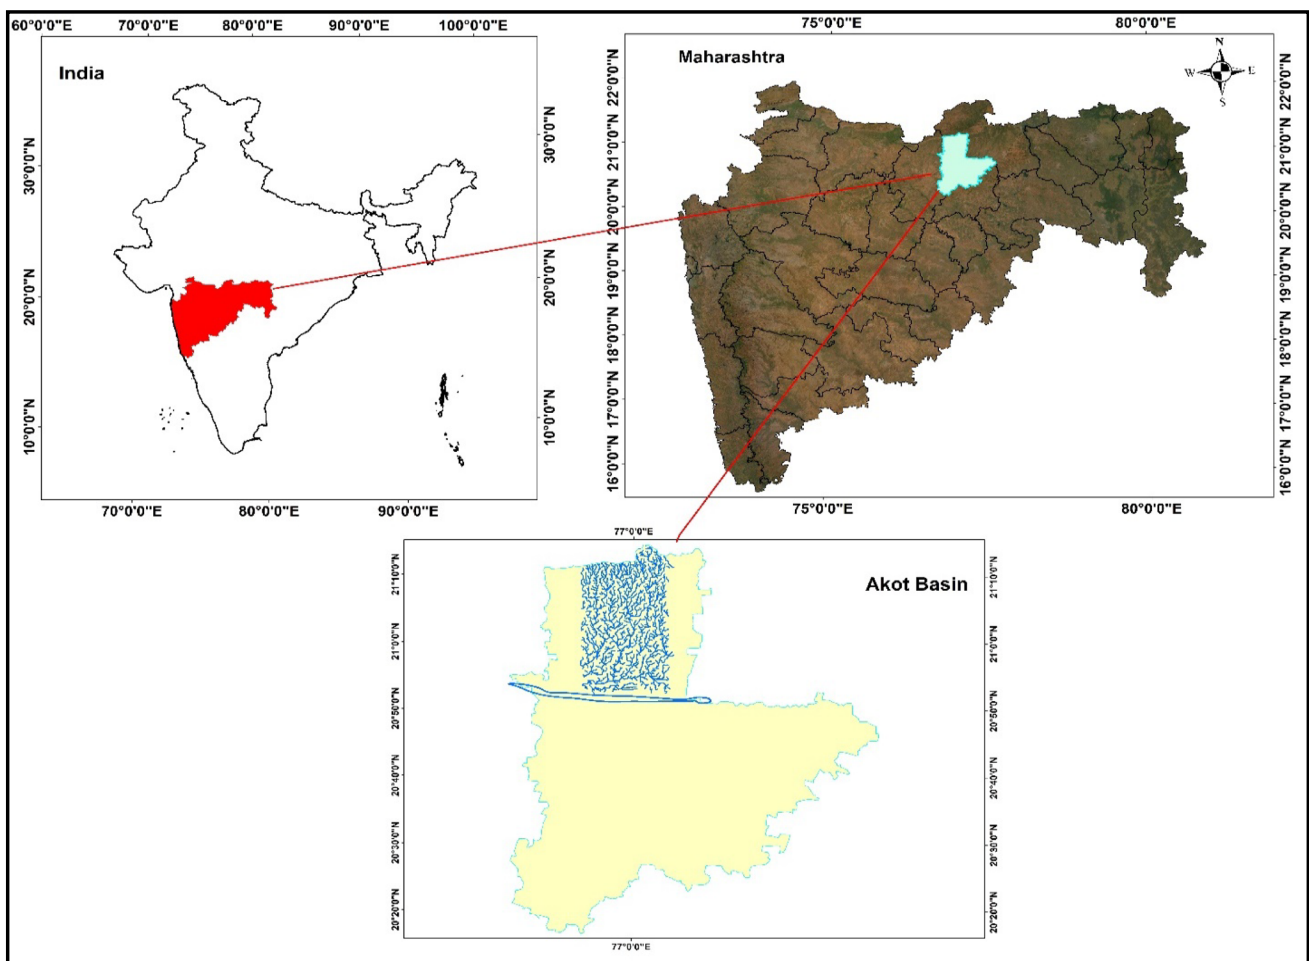 60°0'0"E 70°0'0"E 80°0'0"E 90°0'0"E 100°0'0"E
India
30°0'0"N
20°0'0"N
10°0'0"N
30°0'0"N
20°0'0"N
10°0'0"N
70°0'0"E 80°0'0"E 90°0'0"E
75°0'0"E 80°0'0"E
Maharashtra
N
W E
S
22°0'0"N
21°0'0"N
20°0'0"N
19°0'0"N
18°0'0"N
17°0'0"N
16°0'0"N
22°0'0"N
21°0'0"N
20°0'0"N
19°0'0"N
18°0'0"N
17°0'0"N
16°0'0"N
75°0'0"E 80°0'0"E
77°0'0"E
Akot Basin
21°10'0"N
21°0'0"N
20°50'0"N
20°40'0"N
20°30'0"N
20°20'0"N
21°10'0"N
21°0'0"N
20°50'0"N
20°40'0"N
20°30'0"N
20°20'0"N
77°0'0"E